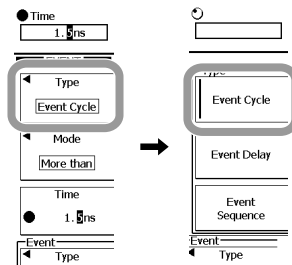 Time
1.5ns
Type
Event Cycle
Mode
More than
Time
1.5ns
Event
Type
Type
Event Cycle
Event Delay
Event
Sequence
Event
Type